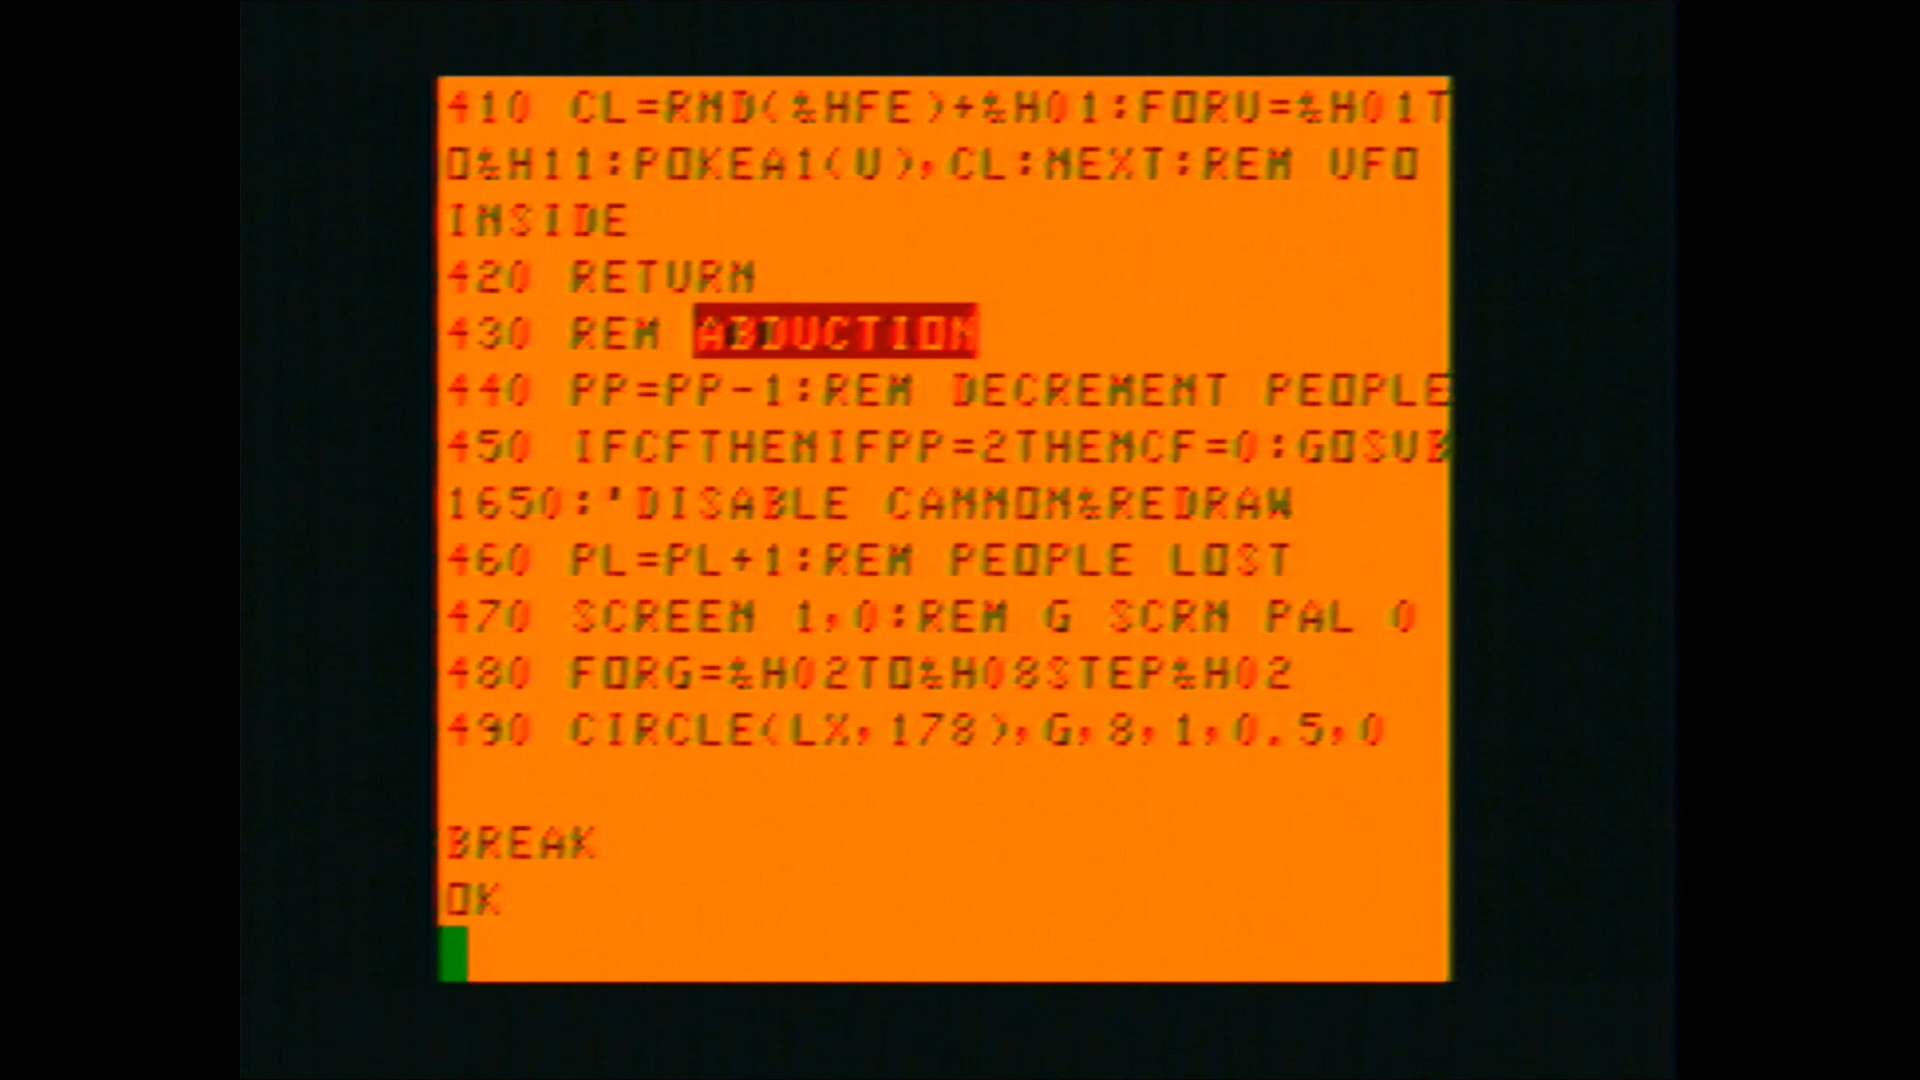 410 CL=RND(&HFE)+&H01:FORU=&H01T
O&H11:POKEA1(U),CL:NEXT:REM UFO
INSIDE
420 RETURN
430 REM ABDUCTION
440 PP=PP-1:REM DECREMENT PEOPLE
450 IFCFTHENIFPP=2THENCF=0:GOSUB
1650:'DISABLE CANNON&REDRAW
460 PL=PL+1:REM PEOPLE LOST
470 SCREEN 1,0:REM G SCRN PAL 0
480 FORG=&H02TO&H08STEP&H02
490 CIRCLE(LX,178),G,8,1,0.5,0
BREAK
OK